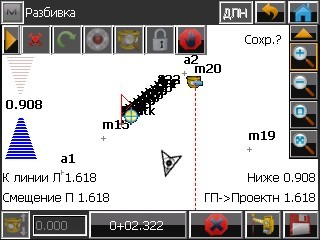 M Разбивка ДПН
Сохр.?
a2
m20
0.908
m15
m19
a1
К линии Л 1.618 Ниже 0.908
Смещение П 1.618 ГП->Проектн 1.618
0.000 0+02.322